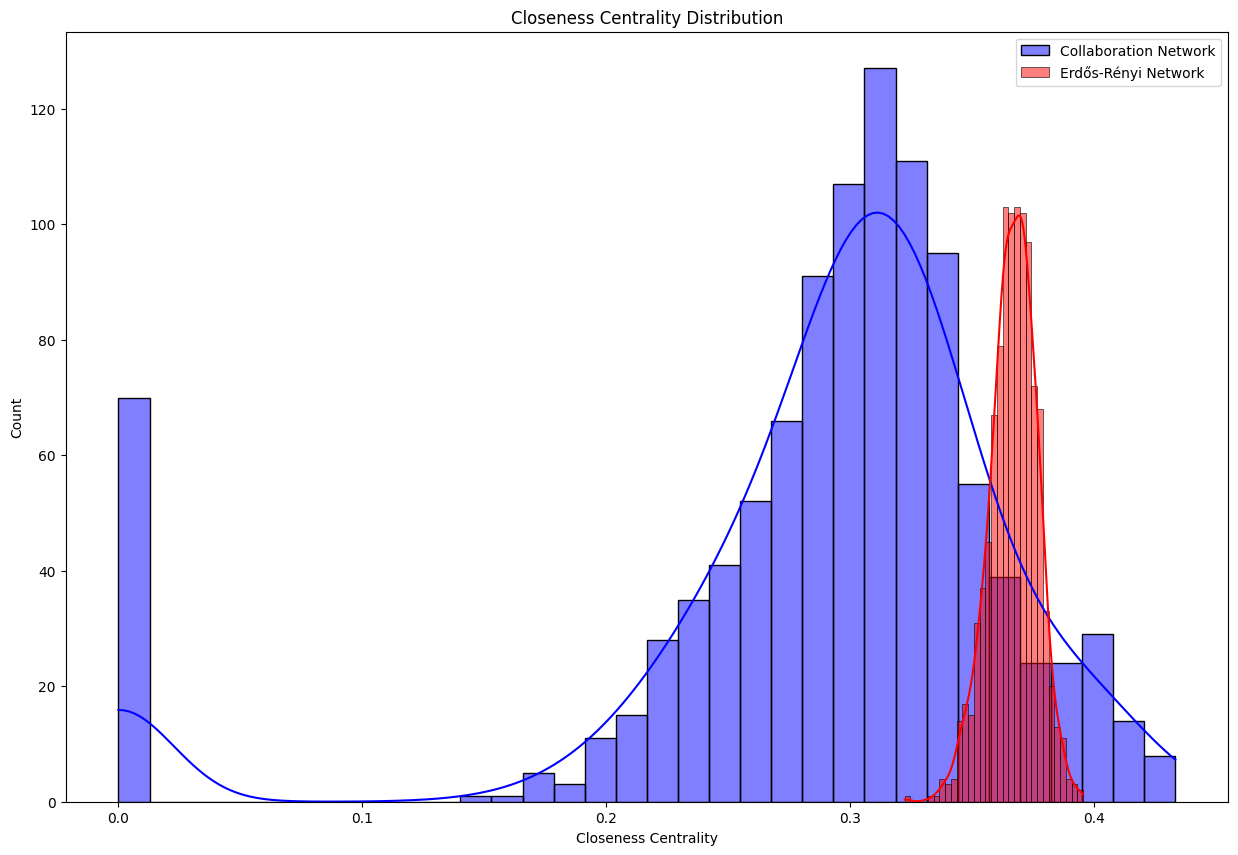 Closeness Centrality Distribution
Collaboration Network
Erdős-Rényi Network
Count
120
100
80
60
40
20
0
0.0 0.1 0.2 0.3 0.4
Closeness Centrality